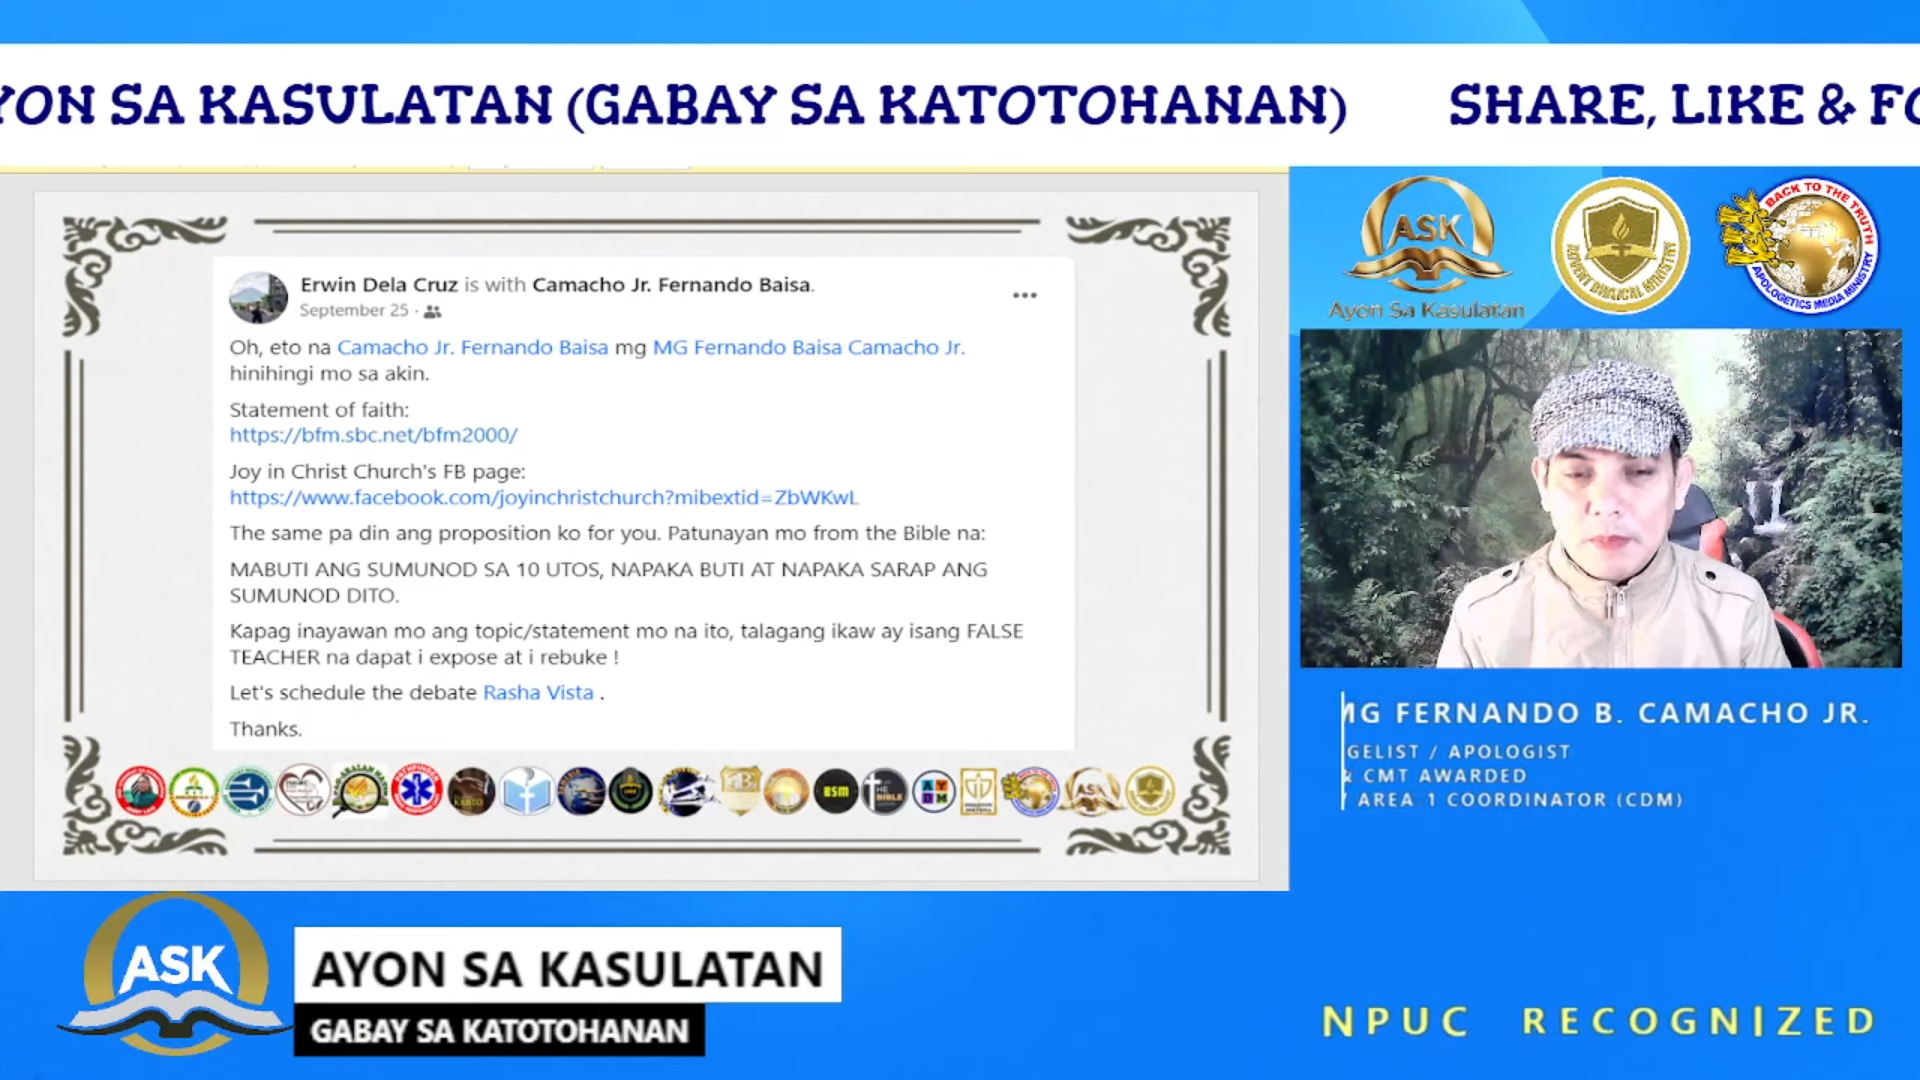 YON SA KASULATAN (GABAY SA KATOTOHANAN) SHARE, LIKE & FO
ASK
Ayon Sa Kasulatan
ADVENT BIBLICAL MINISTRY
BACK TO THE TRUTH
APOLOGETICS MEDIA MINISTRY
Erwin Dela Cruz is with Camacho Jr. Fernando Baisa.
September 25 ·
Oh, eto na Camacho Jr. Fernando Baisa mg MG Fernando Baisa Camacho Jr.
hinihingi mo sa akin.
Statement of faith:
https://bfm.sbc.net/bfm2000/
Joy in Christ Church's FB page:
https://www.facebook.com/joyinchristchurch?mibextid=ZbWKwL
The same pa din ang proposition ko for you. Patunayan mo from the Bible na:
MABUTI ANG SUMUNOD SA 10 UTOS, NAPAKA BUTI AT NAPAKA SARAP ANG
SUMUNOD DITO.
Kapag inayawan mo ang topic/statement mo na ito, talagang ikaw ay isang FALSE
TEACHER na dapat i expose at i rebuke !
Let's schedule the debate Rasha Vista .
Thanks.
BSM
MG FERNANDO B. CAMACHO JR.
GELIST / APOLOGIST
& CMT AWARDED
/ AREA-1 COORDINATOR (CDM)
ASK
AYON SA KASULATAN
GABAY SA KATOTOHANAN
NPUC RECOGNIZED